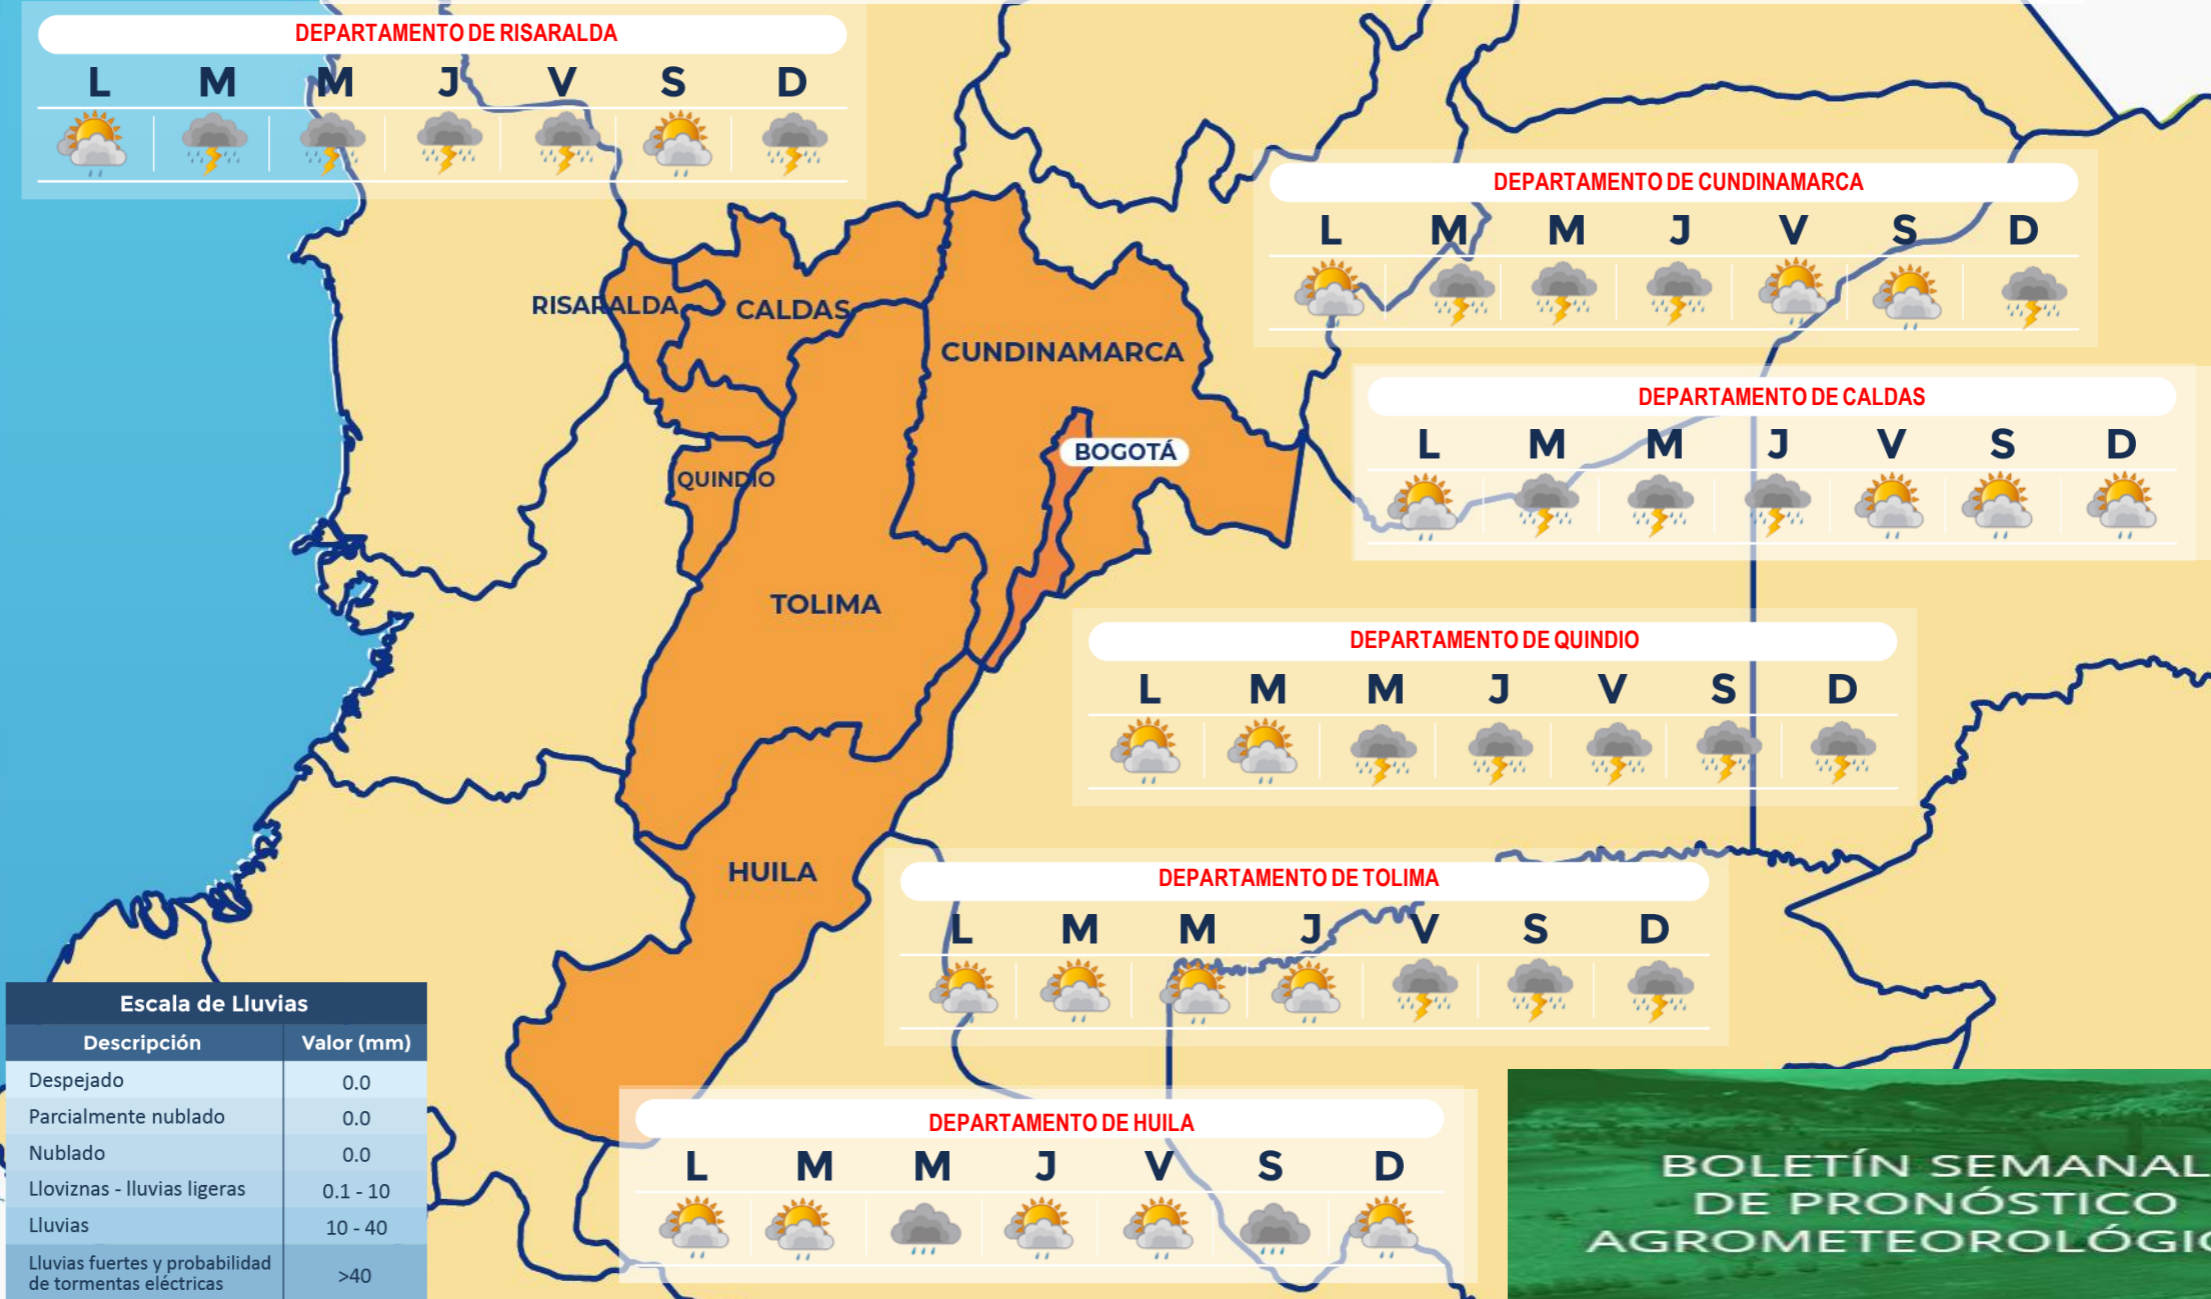 DEPARTAMENTO DE RISARALDA
L M M J V S D
DEPARTAMENTO DE CUNDINAMARCA
L M M J V S D
RISARALDA
CALDAS
CUNDINAMARCA
DEPARTAMENTO DE CALDAS
L M M J V S D
BOGOTÁ
QUINDIO
TOLIMA
DEPARTAMENTO DE QUINDIO
L M M J V S D
HUILA
DEPARTAMENTO DE TOLIMA
L M M J V S D
Escala de Lluvias
Descripción Valor (mm)
Despejado 0.0
Parcialmente nublado 0.0
Nublado 0.0
Lloviznas - lluvias ligeras 0.1 - 10
Lluvias 10 - 40
Lluvias fuertes y probabilidad
de tormentas eléctricas >40
DEPARTAMENTO DE HUILA
L M M J V S D
BOLETÍN SEMANAL
DE PRONÓSTICO